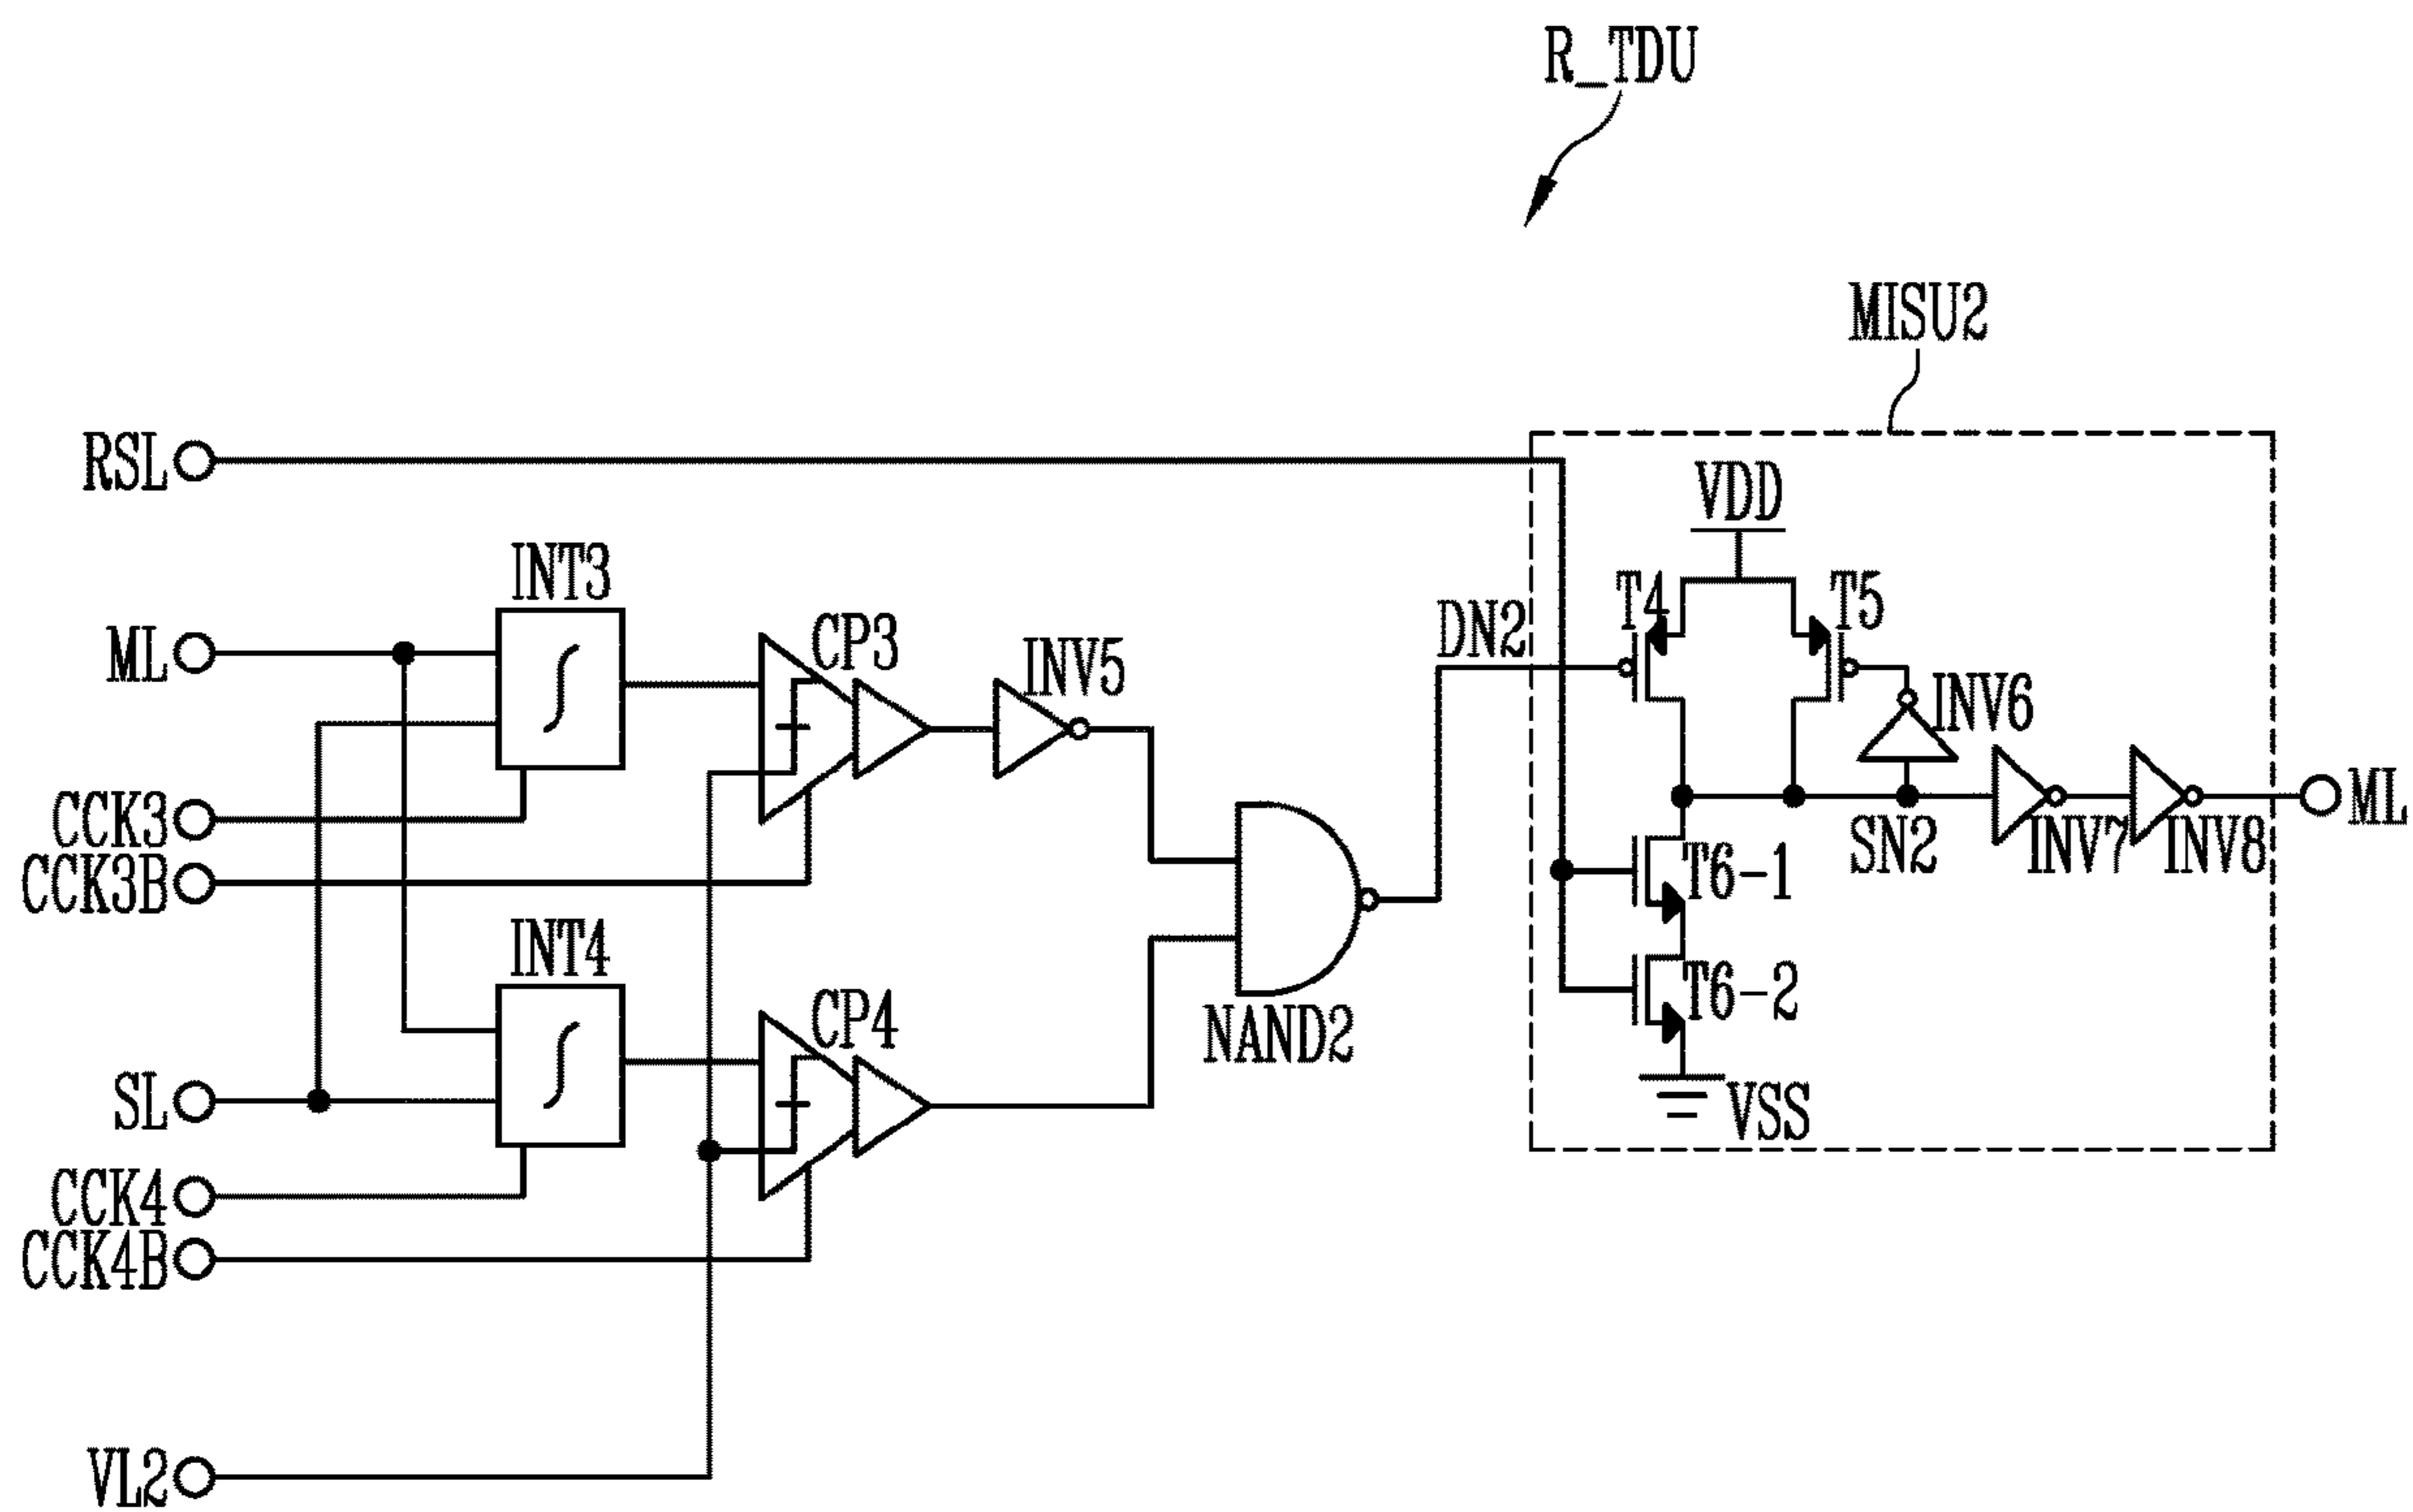 R_TDU
MISU2
RSL
VDD
INT3
T4
T5
DN2
ML
CP3
INV5
INV6
CCK3
SN2
INV7
INV8
ML
CCK3B
T6-1
INT4
CP4
T6-2
NAND2
SL
VSS
CCK4
CCK4B
VL2